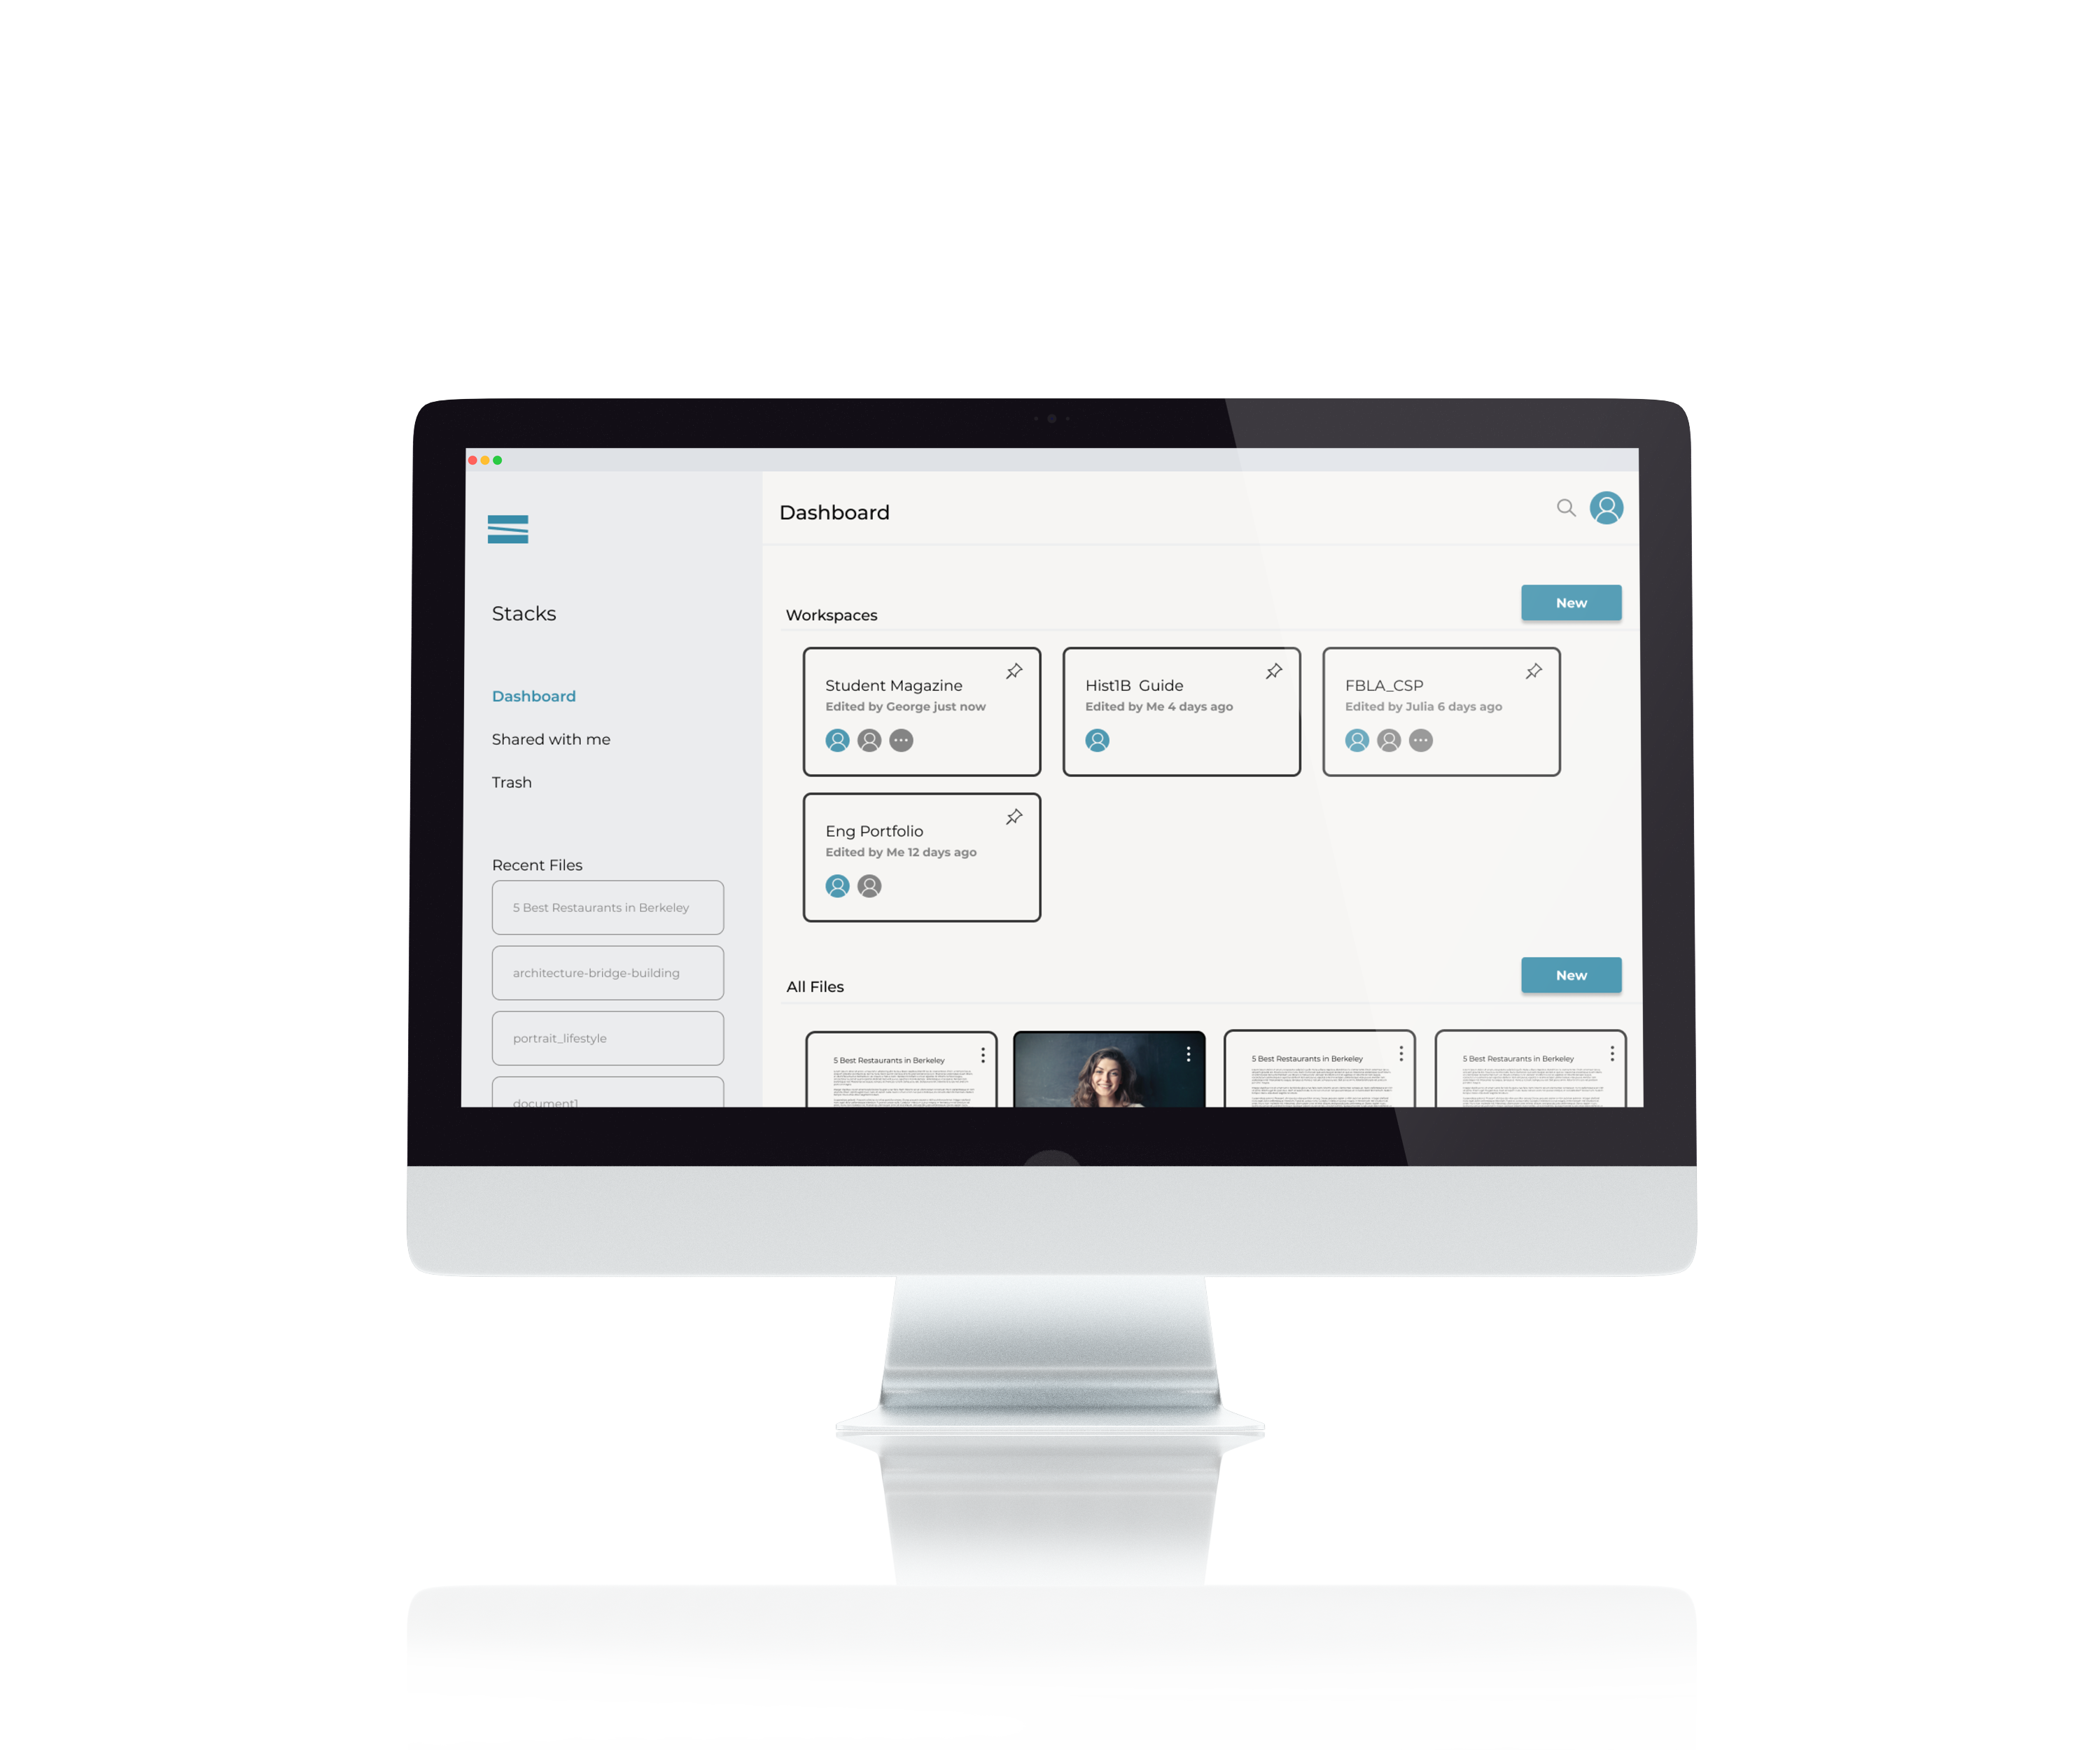 Stacks
Dashboard
Shared with me
Trash
Recent Files
5 Best Restaurants in Berkeley
architecture-bridge-building
portrait_lifestyle
document1
Dashboard
Workspaces
New
Student Magazine
Edited by George just now
Hist1B Guide
Edited by Me 4 days ago
FBLA_CSP
Edited by Julia 6 days ago
Eng Portfolio
Edited by Me 12 days ago
All Files
New
5 Best Restaurants in Berkeley
5 Best Restaurants in Berkeley
5 Best Restaurants in Berkeley